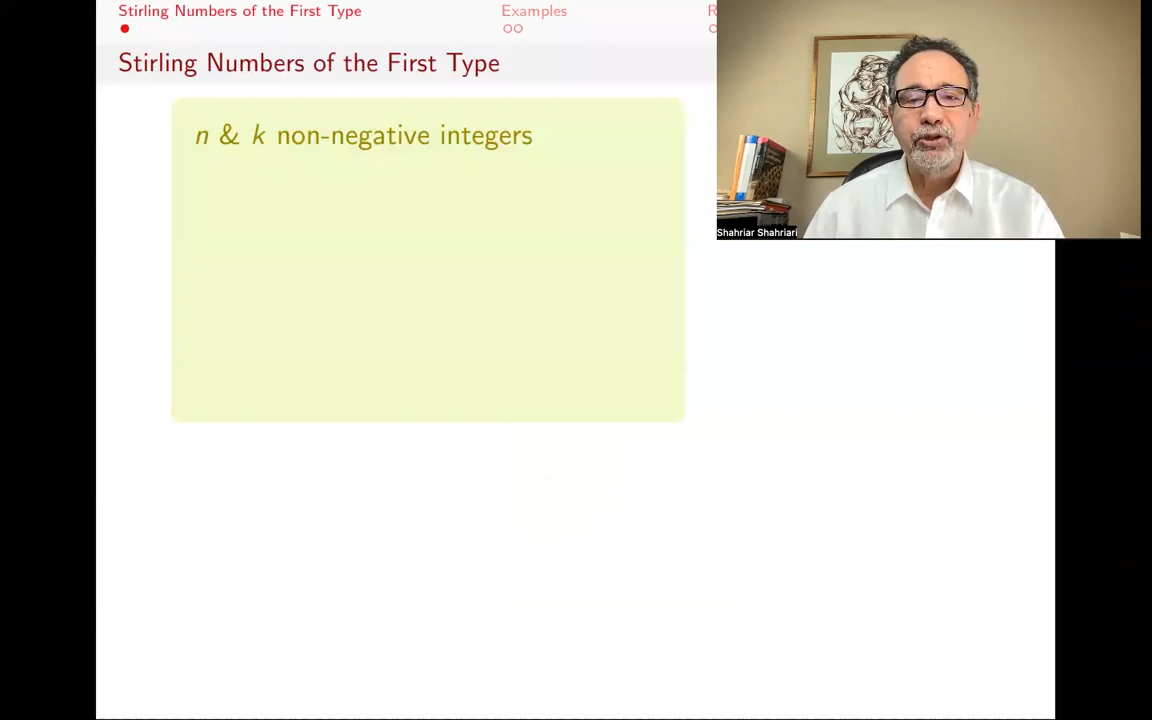 Stirling Numbers of the First Type
Examples
R
Stirling Numbers of the First Type
n & k non-negative integers
Shahriar Shahriari